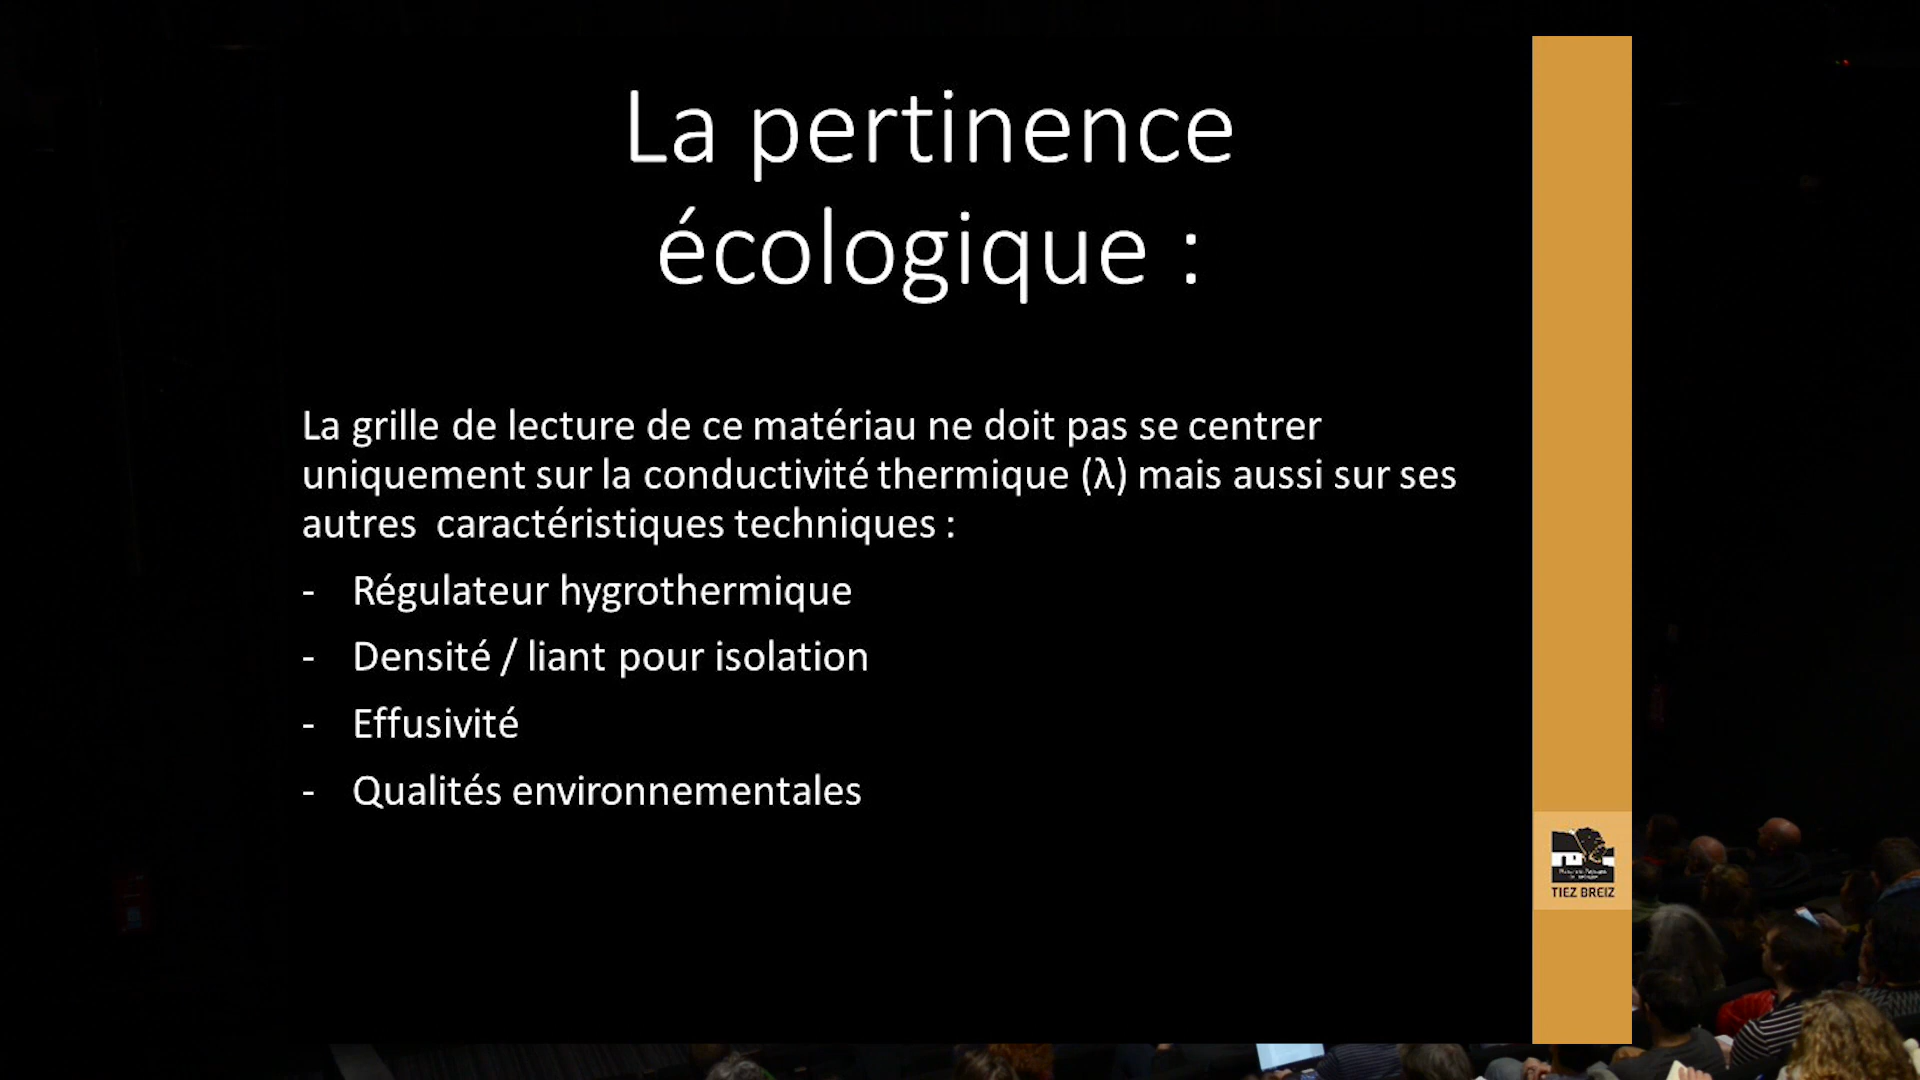 La pertinence
écologique :
La grille de lecture de ce matériau ne doit pas se centrer
uniquement sur la conductivité thermique (λ) mais aussi sur ses
autres caractéristiques techniques :
- Régulateur hygrothermique
- Densité / liant pour isolation
- Effusivité
- Qualités environnementales
TIEZ BREIZ